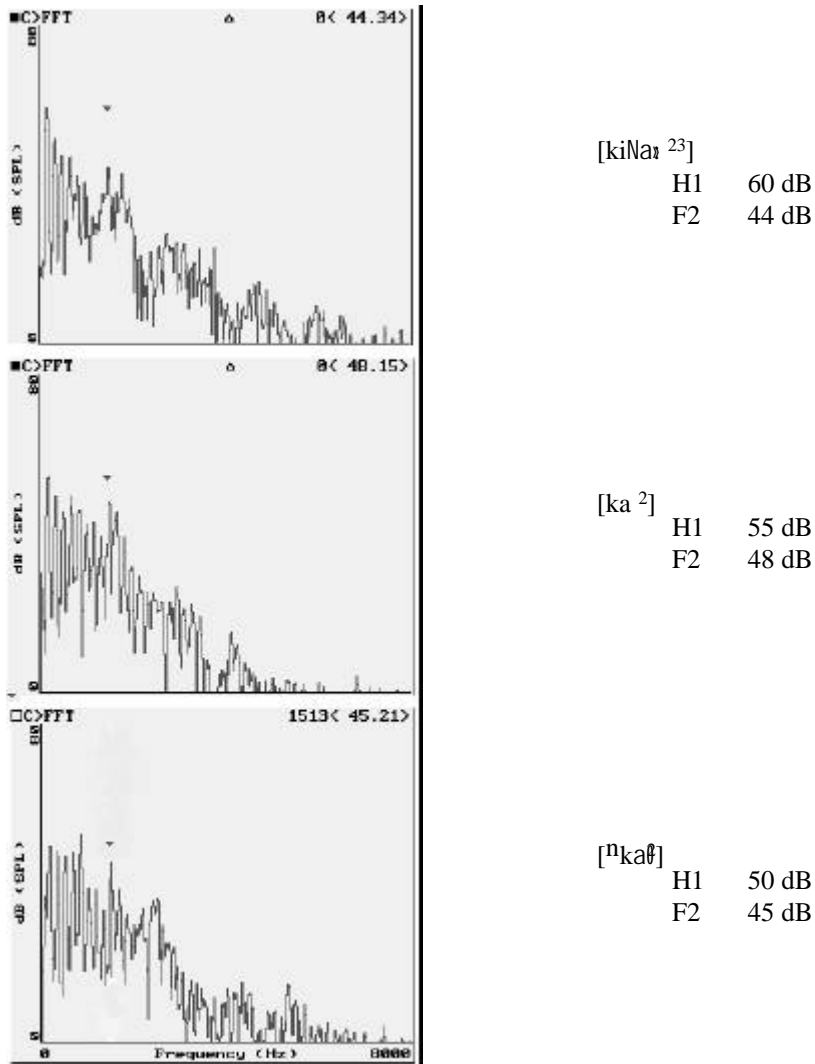 ■C>FFT 0< 44.34>
80
dB (SPL)
0
[kiNa 23]
H1 60 dB
F2 44 dB
■C>FFT 0< 48.15>
80
dB (SPL)
0
[ka 2]
H1 55 dB
F2 48 dB
□C>FFT 1513< 45.21>
80
dB (SPL)
0
[nka]
H1 50 dB
F2 45 dB
0 Frequency (Hz) 8000